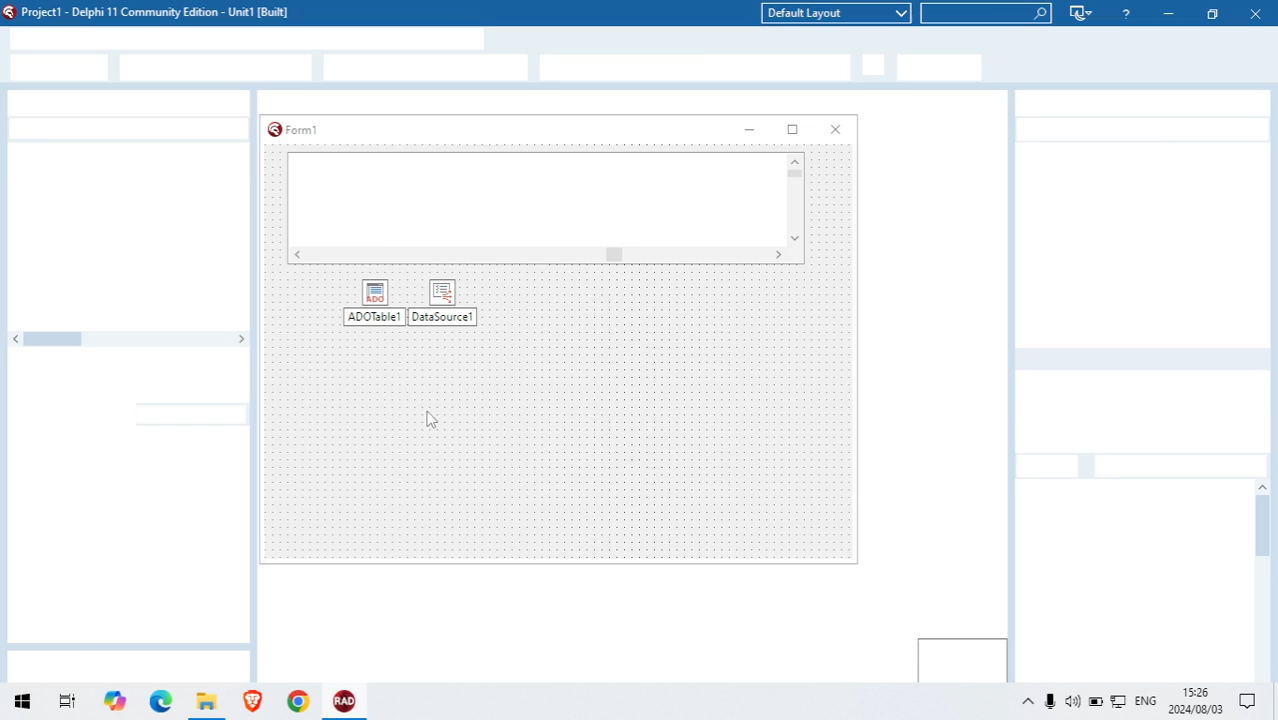 Project1 - Delphi 11 Community Edition - Unit1 [Built]
Default Layout
?
Form1
ADO
ADOTable1
DataSource1
RAD
ENG
15:26
2024/08/03